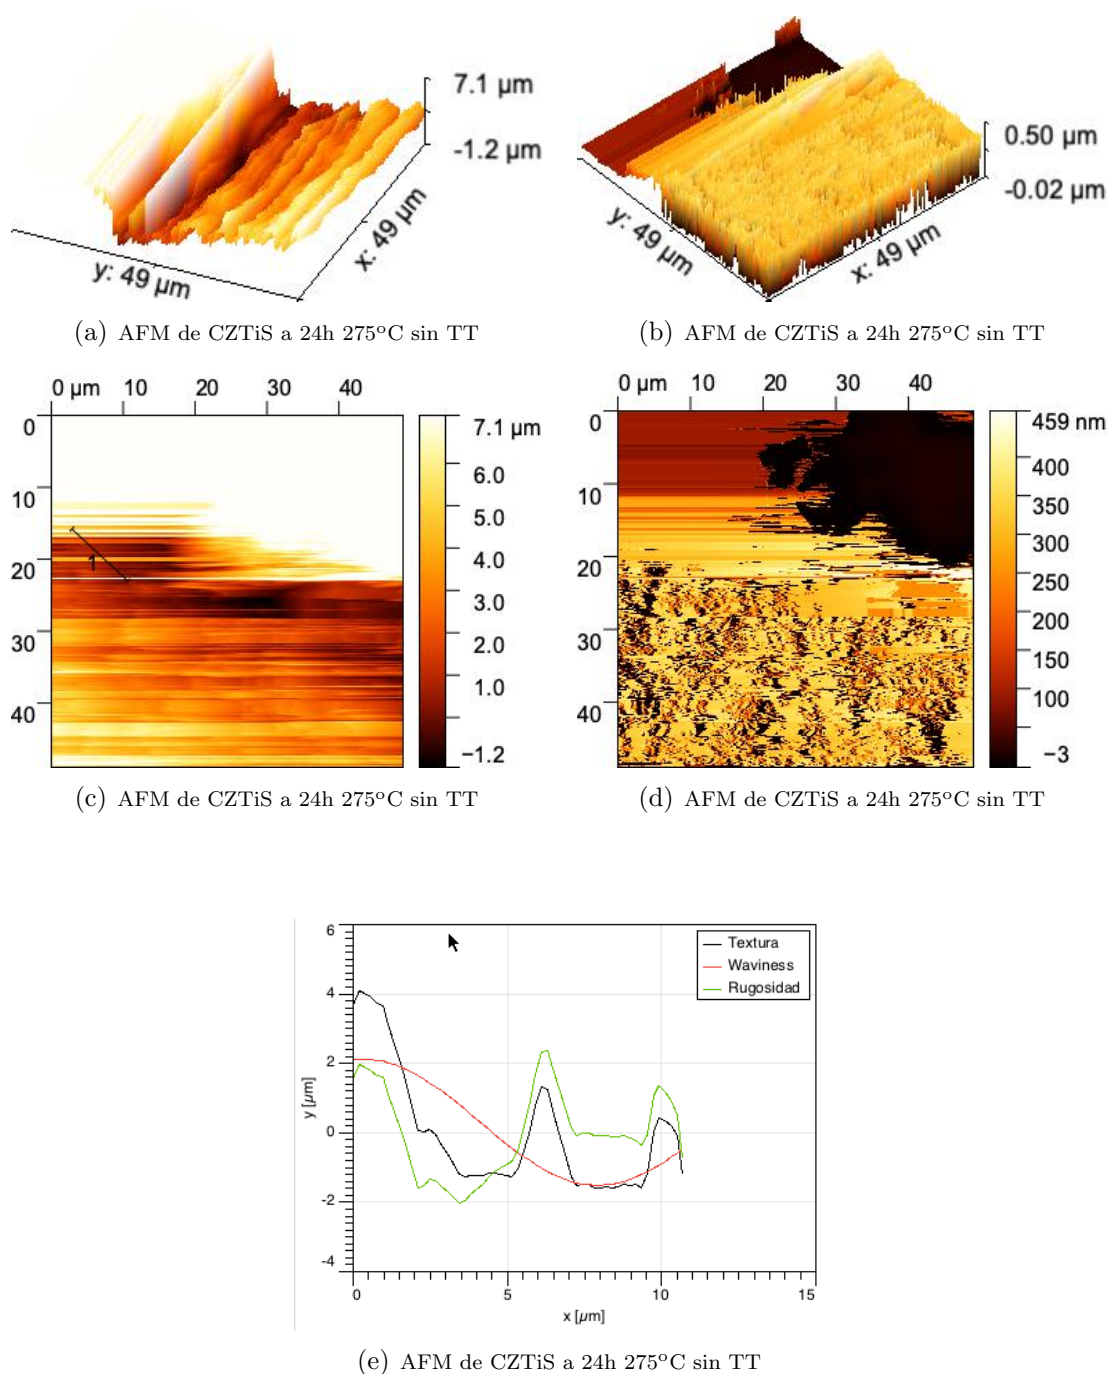 7.1 µm
-1.2 µm
x: 49 µm
y: 49 µm
0.50 µm
-0.02 µm
y: 49 µm
x: 49 µm
(a) AFM de CZTiS a 24h 275°C sin TT
(b) AFM de CZTiS a 24h 275°C sin TT
0 µm 10 20 30 40
0
10
20
30
40
1
7.1 µm
6.0
5.0
4.0
3.0
2.0
1.0
−1.2
0 µm 10 20 30 40
0
10
20
30
40
459 nm
400
350
300
250
200
150
100
−3
(c) AFM de CZTiS a 24h 275°C sin TT
(d) AFM de CZTiS a 24h 275°C sin TT
Textura
Waviness
Rugosidad
6
4
2
0
-2
-4
y [µm]
0 5 10 15
x [µm]
(e) AFM de CZTiS a 24h 275°C sin TT